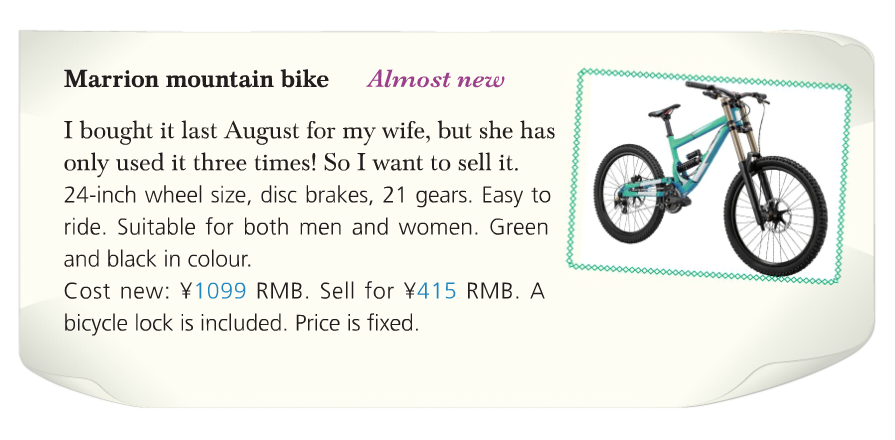 Marrion mountain bike Almost new
I bought it last August for my wife, but she has
only used it three times! So I want to sell it.
24-inch wheel size, disc brakes, 21 gears. Easy to
ride. Suitable for both men and women. Green
and black in colour.
Cost new: ¥1099 RMB. Sell for ¥415 RMB. A
bicycle lock is included. Price is fixed.